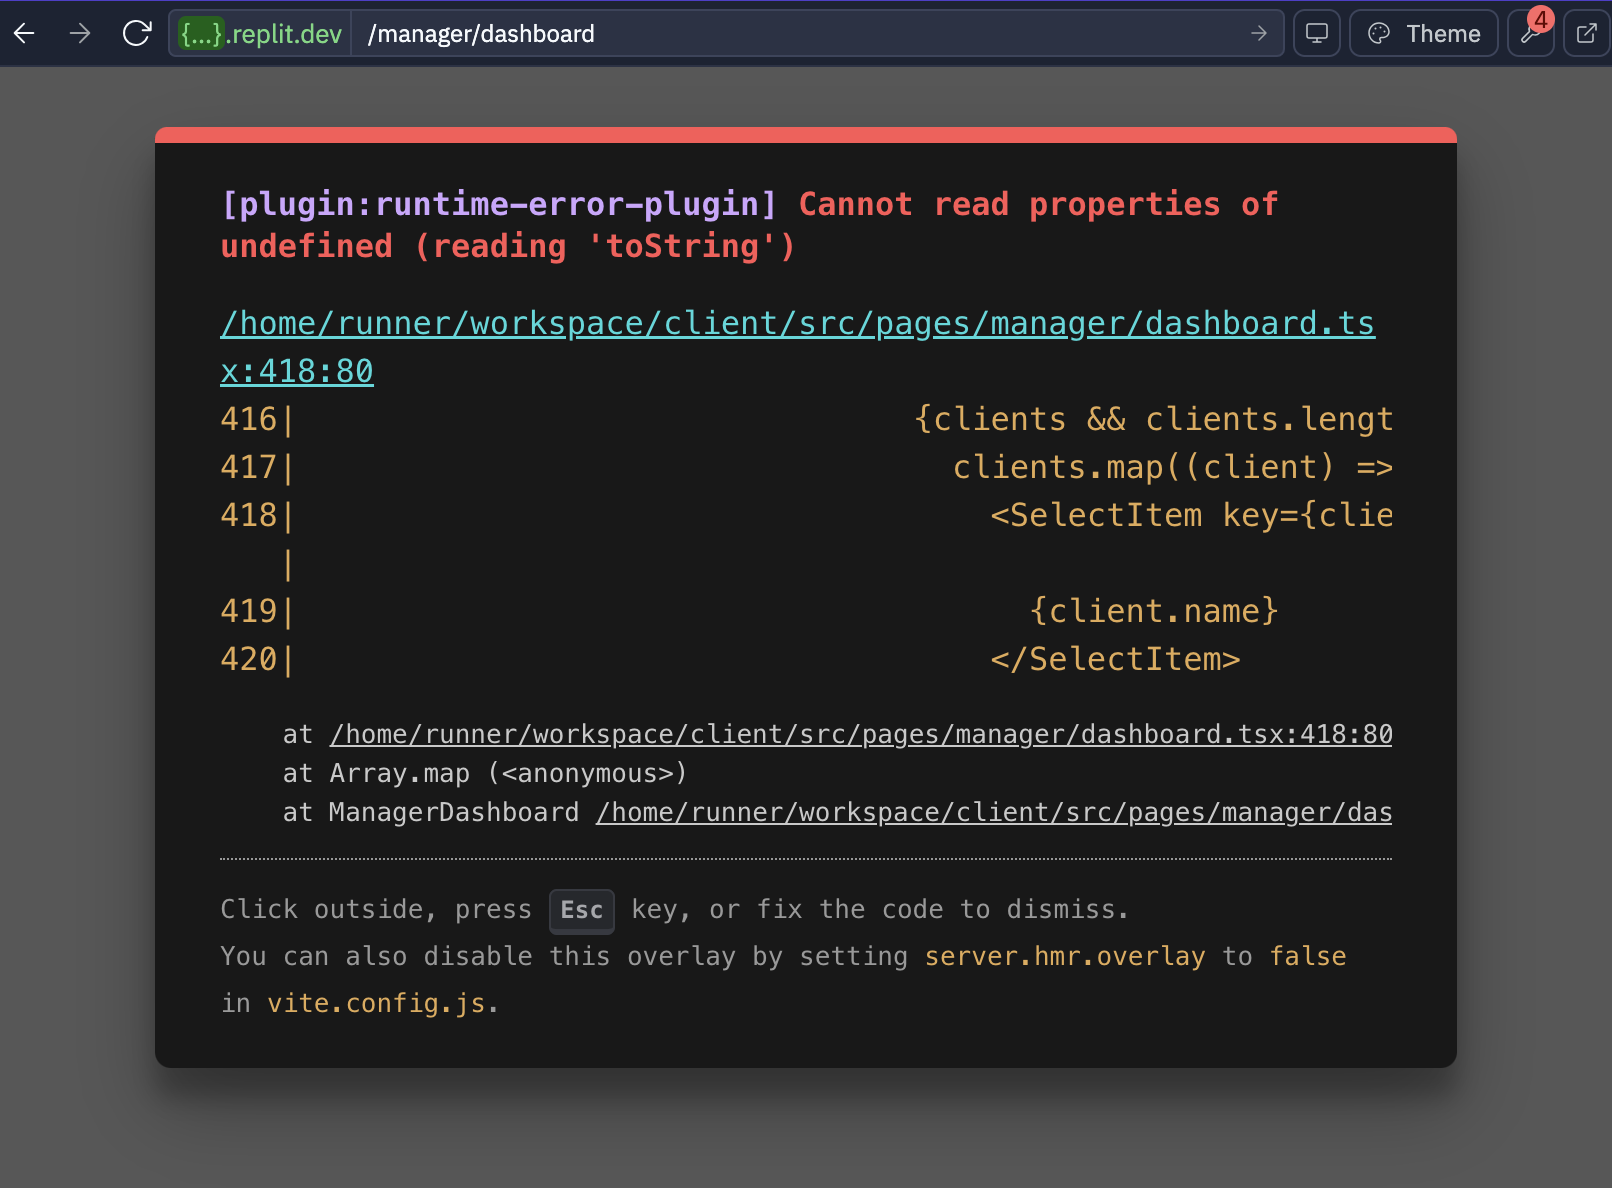 {...}.replit.dev /manager/dashboard Theme 4
[plugin:runtime-error-plugin] Cannot read properties of
undefined (reading 'toString')
/home/runner/workspace/client/src/pages/manager/dashboard.ts
x:418:80
416| {clients && clients.lengt
417| clients.map((client) =>
418| <SelectItem key={clie
|
419| {client.name}
420| </SelectItem>
at /home/runner/workspace/client/src/pages/manager/dashboard.tsx:418:80
at Array.map (<anonymous>)
at ManagerDashboard /home/runner/workspace/client/src/pages/manager/das
Click outside, press Esc key, or fix the code to dismiss.
You can also disable this overlay by setting server.hmr.overlay to false
in vite.config.js.